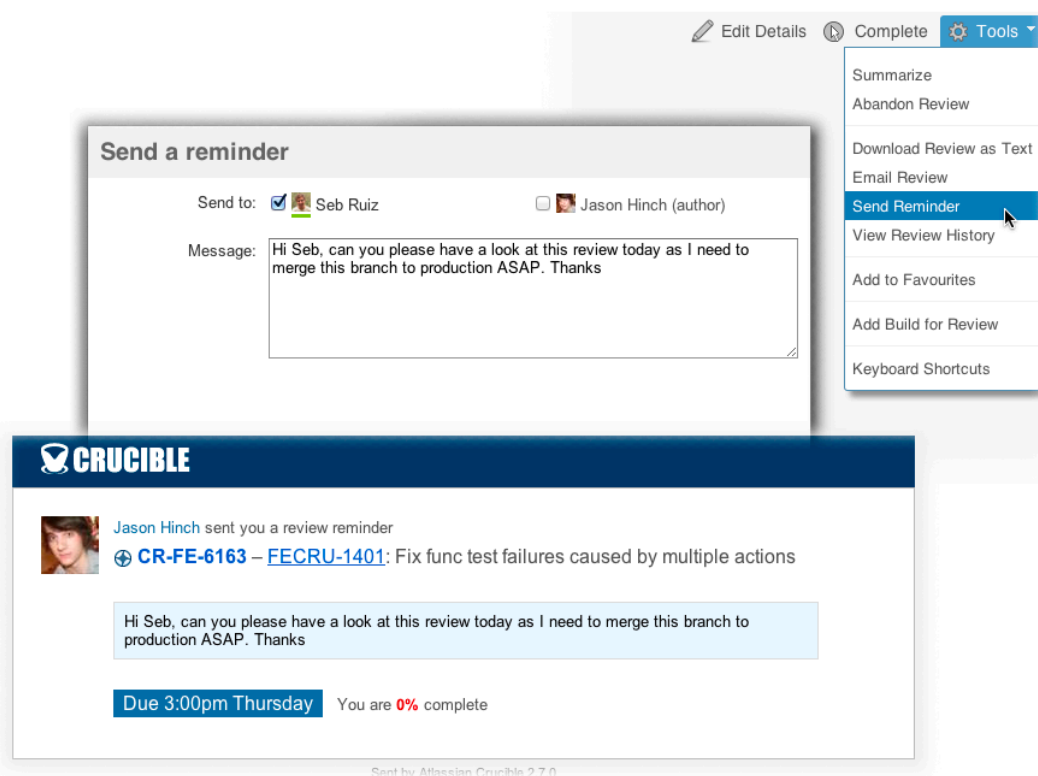 Edit Details Complete Tools
Summarize
Abandon Review
Download Review as Text
Email Review
Send Reminder
View Review History
Add to Favourites
Add Build for Review
Keyboard Shortcuts
Send a reminder
Send to: Seb Ruiz Jason Hinch (author)
Message: Hi Seb, can you please have a look at this review today as I need to
merge this branch to production ASAP. Thanks
CRUCIBLE
Jason Hinch sent you a review reminder
CR-FE-6163 – FECRU-1401: Fix func test failures caused by multiple actions
Hi Seb, can you please have a look at this review today as I need to merge this branch to
production ASAP. Thanks
Due 3:00pm Thursday You are 0% complete
Sent by Atlassian Crucible 2.7.0